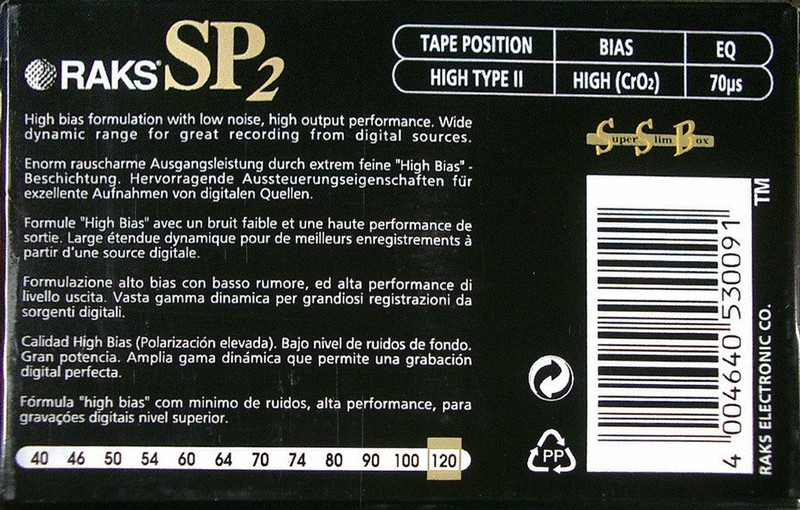 RAKS SP2
TAPE POSITION BIAS EQ
HIGH TYPE II HIGH (CrO2) 70µs
High bias formulation with low noise, high output performance. Wide
dynamic range for great recording from digital sources.
Enorm rauscharme Ausgangsleistung durch extrem feine "High Bias" -
Beschichtung. Hervorragende Aussteuerungseigenschaften für
exzellente Aufnahmen von digitalen Quellen.
Formule "High Bias" avec un bruit faible et une haute performance de
sortie. Large étendue dynamique pour de meilleurs enregistrements à
partir d'une source digitale.
Formulazione alto bias con basso rumore, ed alta performance di
livello uscita. Vasta gamma dinamica per grandiosi registrazioni da
sorgenti digitali.
Calidad High Bias (Polarización elevada). Bajo nivel de ruidos de fondo.
Gran potencia. Amplia gama dinámica que permite una grabación
digital perfecta.
Fórmula "high bias" com minimo de ruidos, alta performance, para
gravações digitais nivel superior.
40 46 50 54 60 64 70 74 80 90 100 120
Super Slim Box
TM
4 004640 530091
RAKS ELECTRONIC CO.
PP